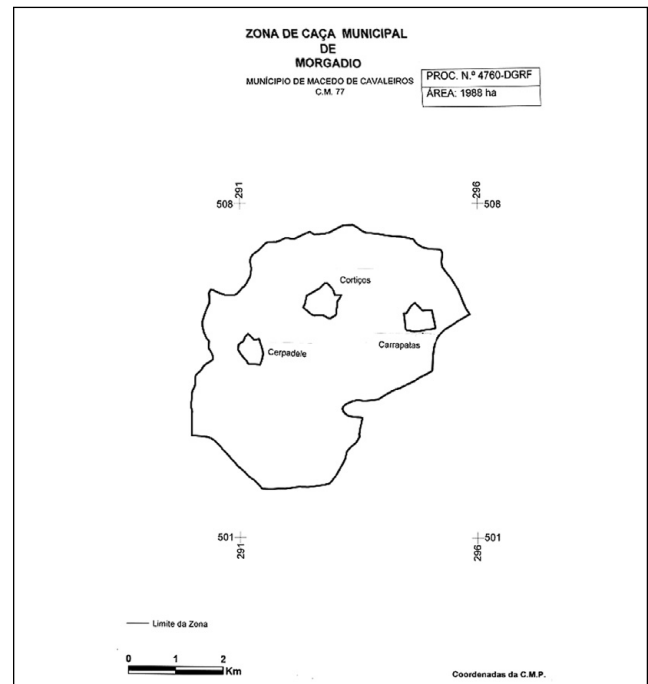 ZONA DE CAÇA MUNICIPAL
DE
MORGADIO
MUNÍCIPIO DE MACEDO DE CAVALEIROS
C.M. 77
PROC. N.º 4760-DGRF
ÁREA: 1988 ha
291
296
508
508
Cortiços
Carrapatas
Cerpadele
501
501
291
296
Limite da Zona
0 1 2
Km
Coordenadas da C.M.P.